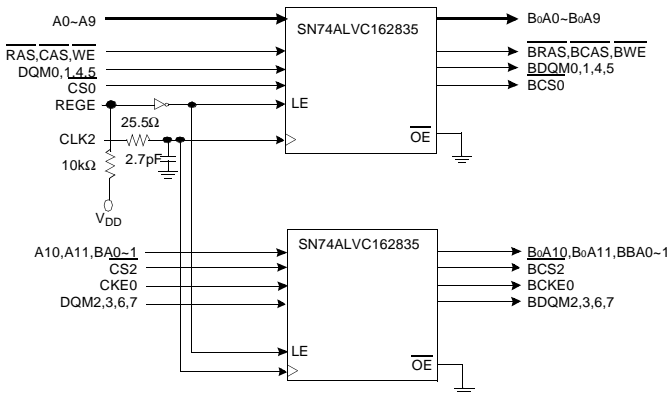 A0~A9
SN74ALVC162835
B₀A0~B₀A9
RAS,CAS,WE
BRAS,BCAS,BWE
DQM0,1,4,5
BDQM0,1,4,5
CS0
BCS0
REGE
LE
25.5Ω
CLK2
OE
10kΩ
2.7pF
VDD
SN74ALVC162835
A10,A11,BA0~1
B₀A10,B₀A11,BBA0~1
CS2
BCS2
CKE0
BCKE0
DQM2,3,6,7
BDQM2,3,6,7
LE
OE